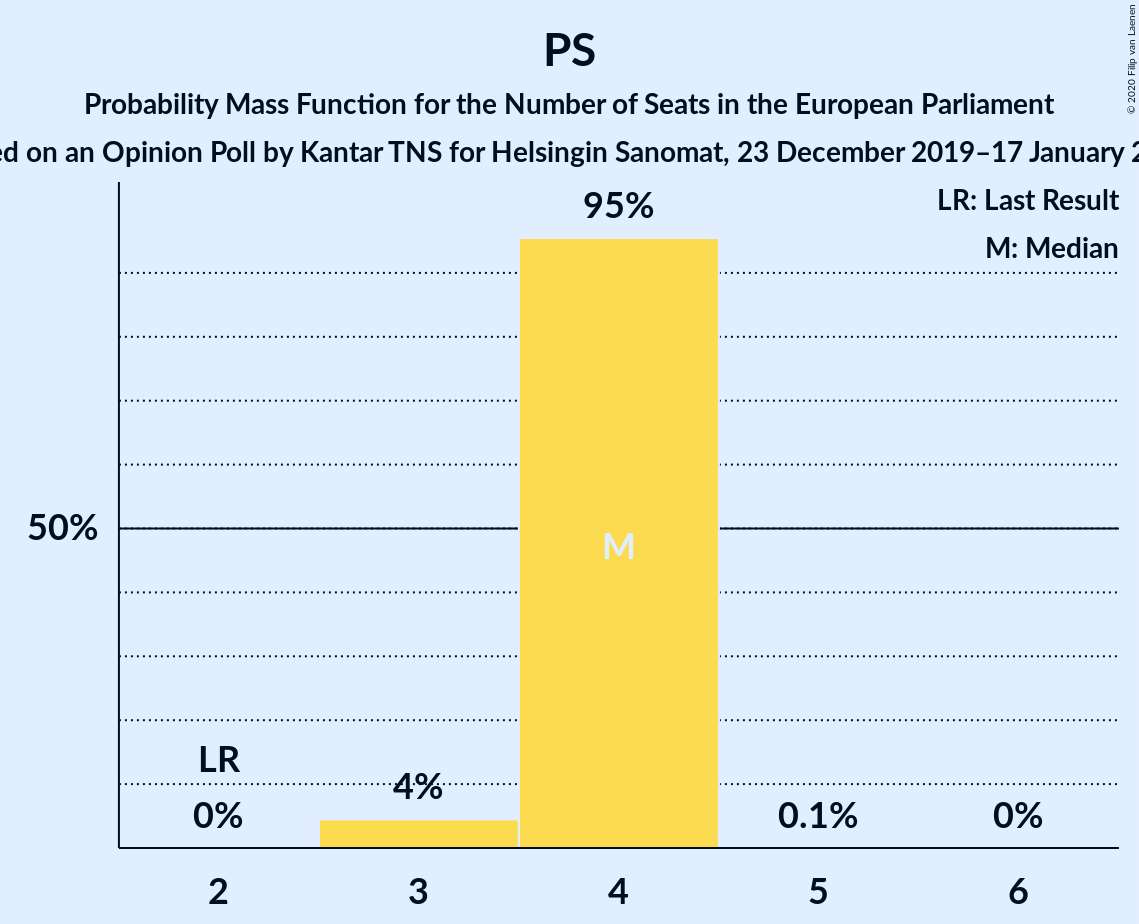 PS
Probability Mass Function for the Number of Seats in the European Parliament
on an Opinion Poll by Kantar TNS for Helsingin Sanomat, 23 December 2019–17 January
© 2020 Filip van Laenen
LR: Last Result
M: Median
95%
50%
M
LR
0%
4%
0.1%
0%
2
3
4
5
6